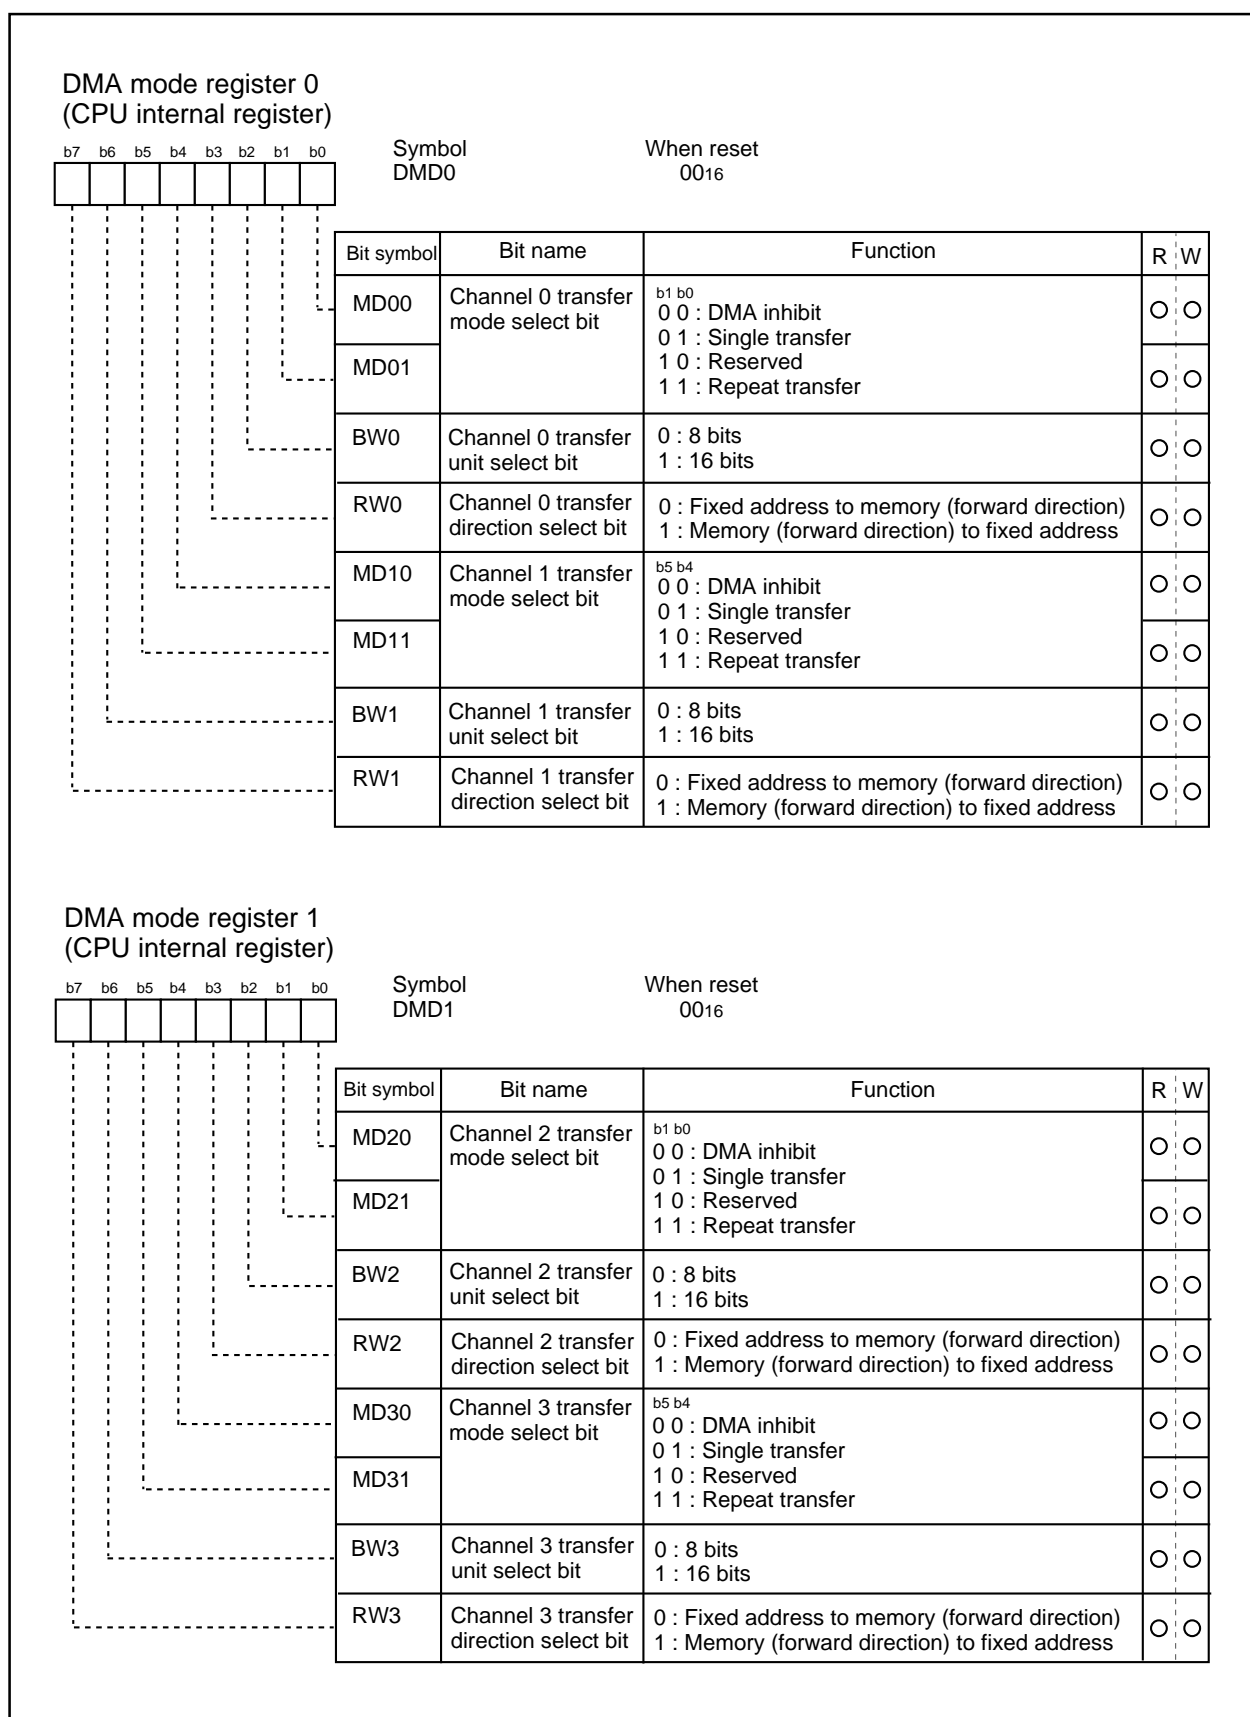 DMA mode register 0
(CPU internal register)
b7 b6 b5 b4 b3 b2 b1 b0
Symbol When reset
DMD0 0016
Bit symbol Bit name Function R W
MD00 Channel 0 transfer mode select bit
b1 b0
0 0 : DMA inhibit
0 1 : Single transfer
1 0 : Reserved
1 1 : Repeat transfer
MD01
BW0 Channel 0 transfer unit select bit
0 : 8 bits
1 : 16 bits
RW0 Channel 0 transfer direction select bit
0 : Fixed address to memory (forward direction)
1 : Memory (forward direction) to fixed address
MD10 Channel 1 transfer mode select bit
b5 b4
0 0 : DMA inhibit
0 1 : Single transfer
1 0 : Reserved
1 1 : Repeat transfer
MD11
BW1 Channel 1 transfer unit select bit
0 : 8 bits
1 : 16 bits
RW1 Channel 1 transfer direction select bit
0 : Fixed address to memory (forward direction)
1 : Memory (forward direction) to fixed address
DMA mode register 1
(CPU internal register)
b7 b6 b5 b4 b3 b2 b1 b0
Symbol When reset
DMD1 0016
Bit symbol Bit name Function R W
MD20 Channel 2 transfer mode select bit
b1 b0
0 0 : DMA inhibit
0 1 : Single transfer
1 0 : Reserved
1 1 : Repeat transfer
MD21
BW2 Channel 2 transfer unit select bit
0 : 8 bits
1 : 16 bits
RW2 Channel 2 transfer direction select bit
0 : Fixed address to memory (forward direction)
1 : Memory (forward direction) to fixed address
MD30 Channel 3 transfer mode select bit
b5 b4
0 0 : DMA inhibit
0 1 : Single transfer
1 0 : Reserved
1 1 : Repeat transfer
MD31
BW3 Channel 3 transfer unit select bit
0 : 8 bits
1 : 16 bits
RW3 Channel 3 transfer direction select bit
0 : Fixed address to memory (forward direction)
1 : Memory (forward direction) to fixed address